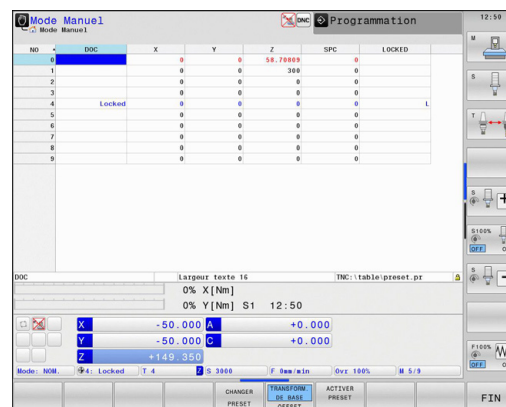 Mode Manuel
Mode Manuel
DNC
Programmation
12:50
NO DOC X Y Z SPC LOCKED
0 0 0 50.70009 0
1 0 0 300 0
2 0 0 0 0
3 0 0 0 0
4 Locked 0 0 0 0 L
5 0 0 0 0
6 0 0 0 0
7 0 0 0 0
8 0 0 0 0
9 0 0 0 0
M
S
T
S
S100%
OFF
S
F100%
OFF
DOC Largeur texte 16 TNC:\table\preset.pr
0% X[Nm]
0% Y[Nm] S1 12:50
X -50.000 A +0.000
Y -50.000 C +0.000
Z +149.350
Mode: NOM. 4: Locked T 4 Z S 3000 F 0mm/min Ovr 100% M 5/9
CHANGER PRESET
TRANSFORM. DE BASE OFFSET
ACTIVER PRESET
FIN